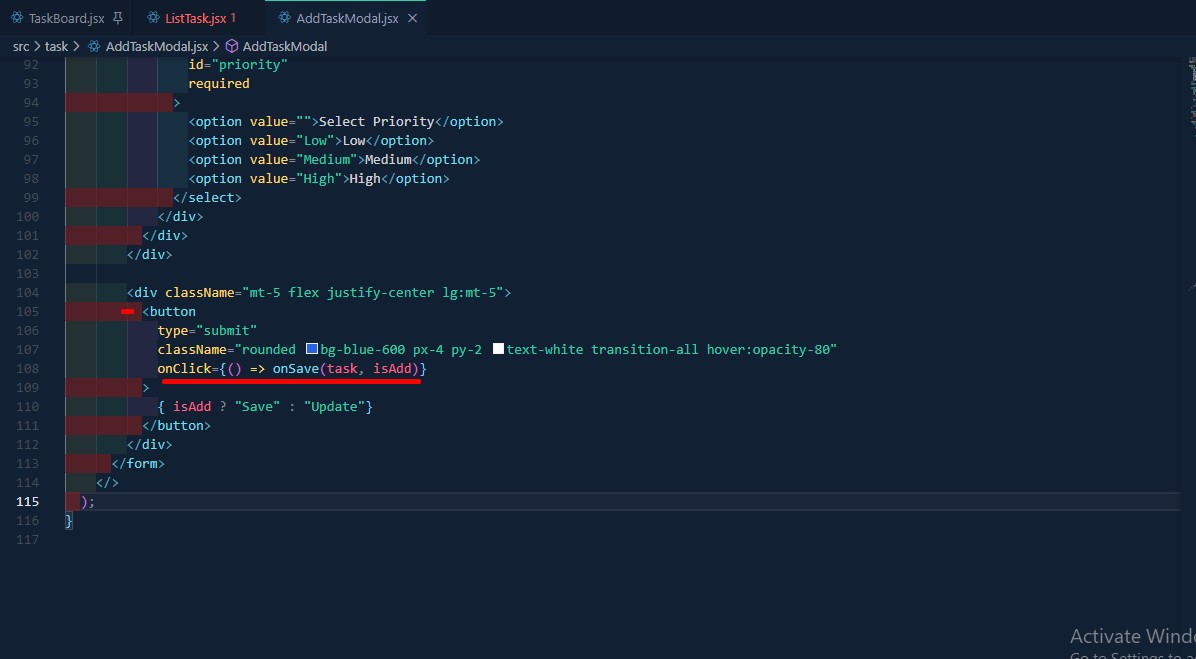 TaskBoard.jsx
ListTask.jsx 1
AddTaskModal.jsx
src > task > AddTaskModal.jsx > AddTaskModal
92 id="priority"
93 required
94 >
95 <option value="">Select Priority</option>
96 <option value="Low">Low</option>
97 <option value="Medium">Medium</option>
98 <option value="High">High</option>
99 </select>
100 </div>
101 </div>
102 </div>
103
104 <div className="mt-5 flex justify-center lg:mt-5">
105 <button
106 type="submit"
107 className="rounded bg-blue-600 px-4 py-2 text-white transition-all hover:opacity-80"
108 onClick={() => onSave(task, isAdd)}
109 >
110 { isAdd ? "Save" : "Update"}
111 </button>
112 </div>
113 </form>
114 </>
115 );
116 }
117
Activate Windo
Go to Settings to a